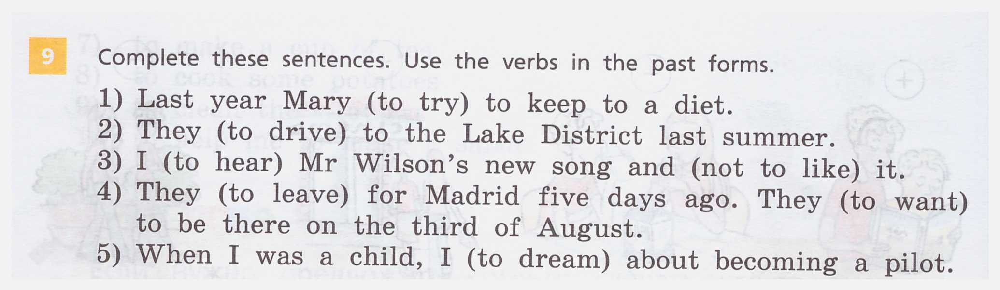 9 Complete these sentences. Use the verbs in the past forms.
1) Last year Mary (to try) to keep to a diet.
2) They (to drive) to the Lake District last summer.
3) I (to hear) Mr Wilson’s new song and (not to like) it.
4) They (to leave) for Madrid five days ago. They (to want)
to be there on the third of August.
5) When I was a child, I (to dream) about becoming a pilot.